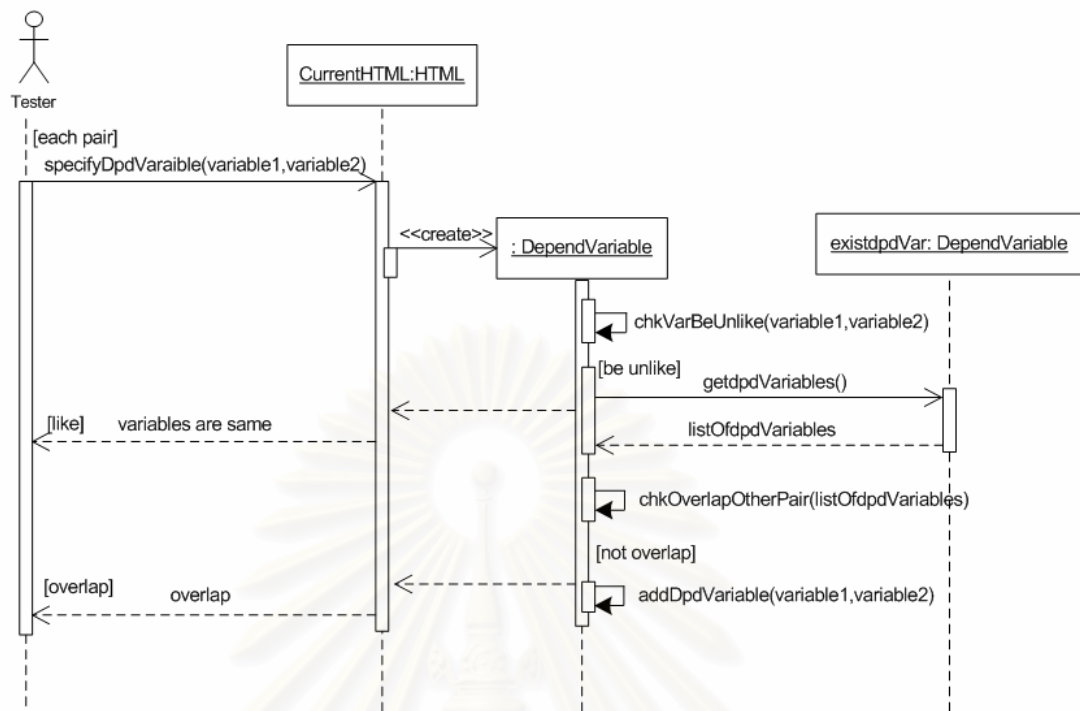 Tester
CurrentHTML:HTML
[each pair]
specifyDpdVaraible(variable1,variable2)
<<create>>
: DependVariable
existdpdVar: DependVariable
chkVarBeUnlike(variable1,variable2)
[be unlike]
getdpdVariables()
[like]
variables are same
listOfdpdVariables
chkOverlapOtherPair(listOfdpdVariables)
[not overlap]
[overlap]
overlap
addDpdVariable(variable1,variable2)